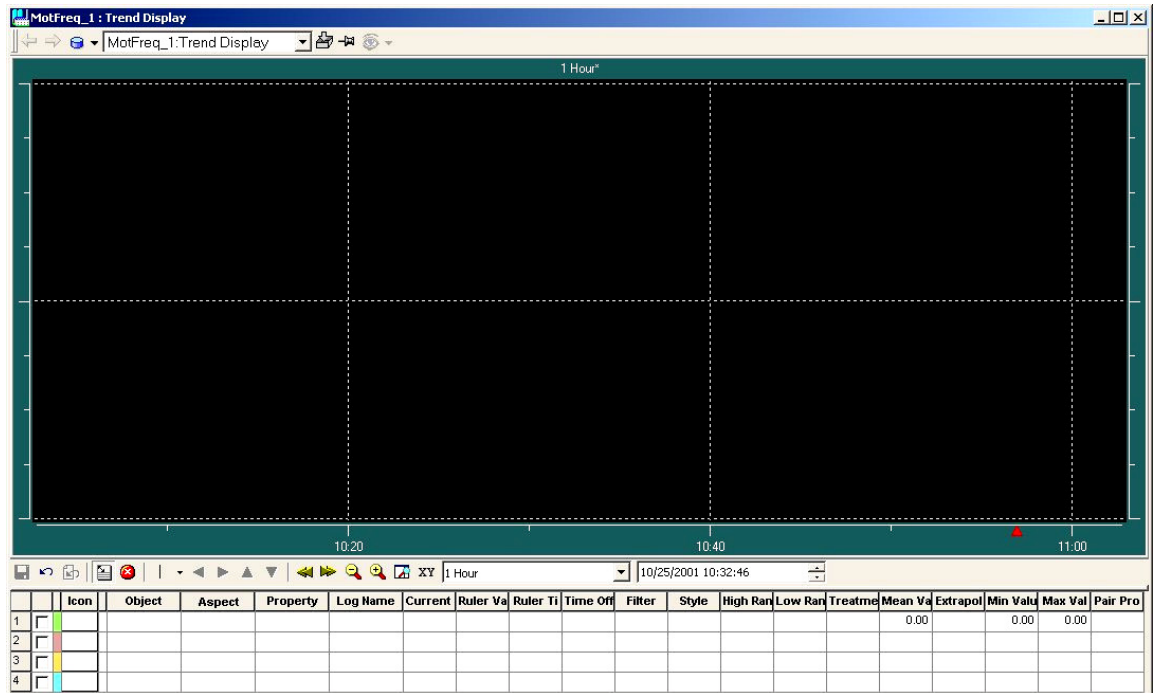 MotFreq_1 : Trend Display
MotFreq_1:Trend Display
1 Hour*
10:20 10:40 11:00
XY 1 Hour 10/25/2001 10:32:46
Icon Object Aspect Property Log Name Current Ruler Va Ruler Ti Time Off Filter Style High Ran Low Ran Treatme Mean Va Extrapol Min Valu Max Val Pair Pro
1 0.00 0.00 0.00
2
3
4